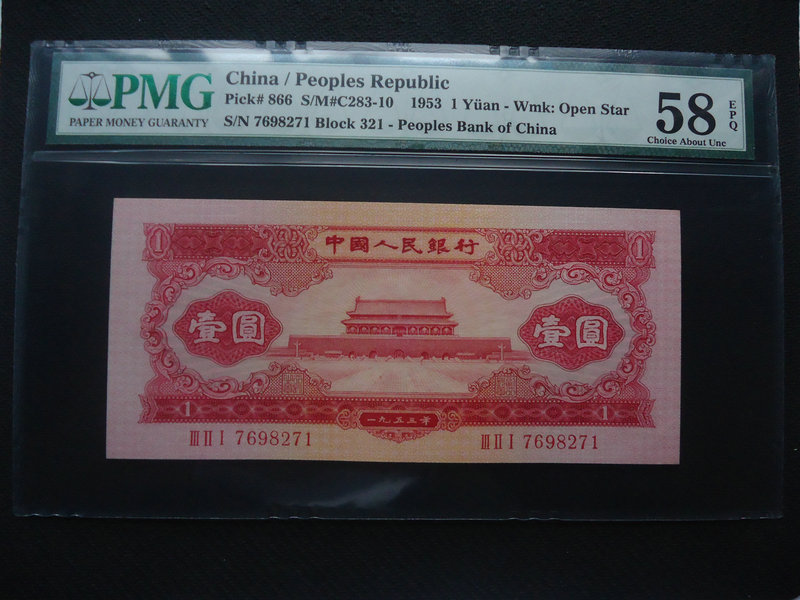 PMG
PAPER MONEY GUARANTY
China / Peoples Republic
Pick# 866 S/M#C283-10 1953 1 Yüan - Wmk: Open Star
S/N 7698271 Block 321 - Peoples Bank of China
58
EPQ
Choice About Unc
1 中國人民銀行 1
壹圓 壹圓
1 一九五三年 1
III II I 7698271 III II I 7698271